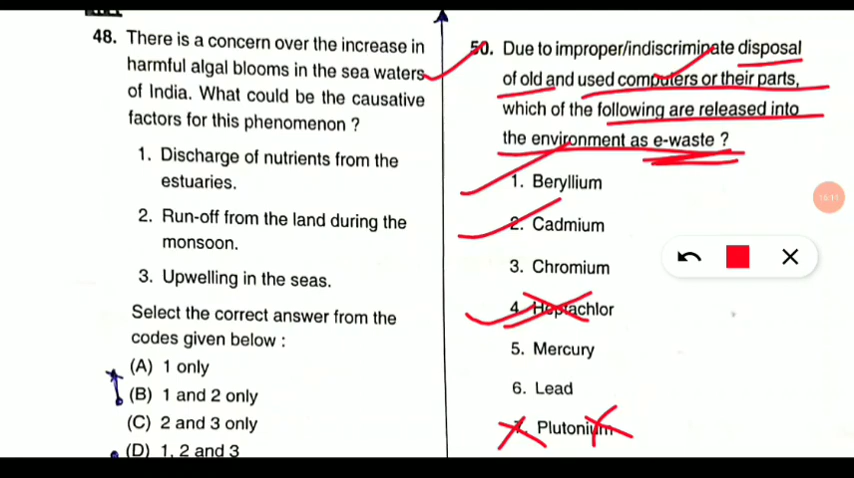 48. There is a concern over the increase in
harmful algal blooms in the sea waters
of India. What could be the causative
factors for this phenomenon ?
1. Discharge of nutrients from the
estuaries.
2. Run-off from the land during the
monsoon.
3. Upwelling in the seas.
Select the correct answer from the
codes given below :
(A) 1 only
(B) 1 and 2 only
(C) 2 and 3 only
(D) 1, 2 and 3
50. Due to improper/indiscriminate disposal
of old and used computers or their parts,
which of the following are released into
the environment as e-waste ?
1. Beryllium
2. Cadmium
3. Chromium
4. Heptachlor
5. Mercury
6. Lead
7. Plutonium